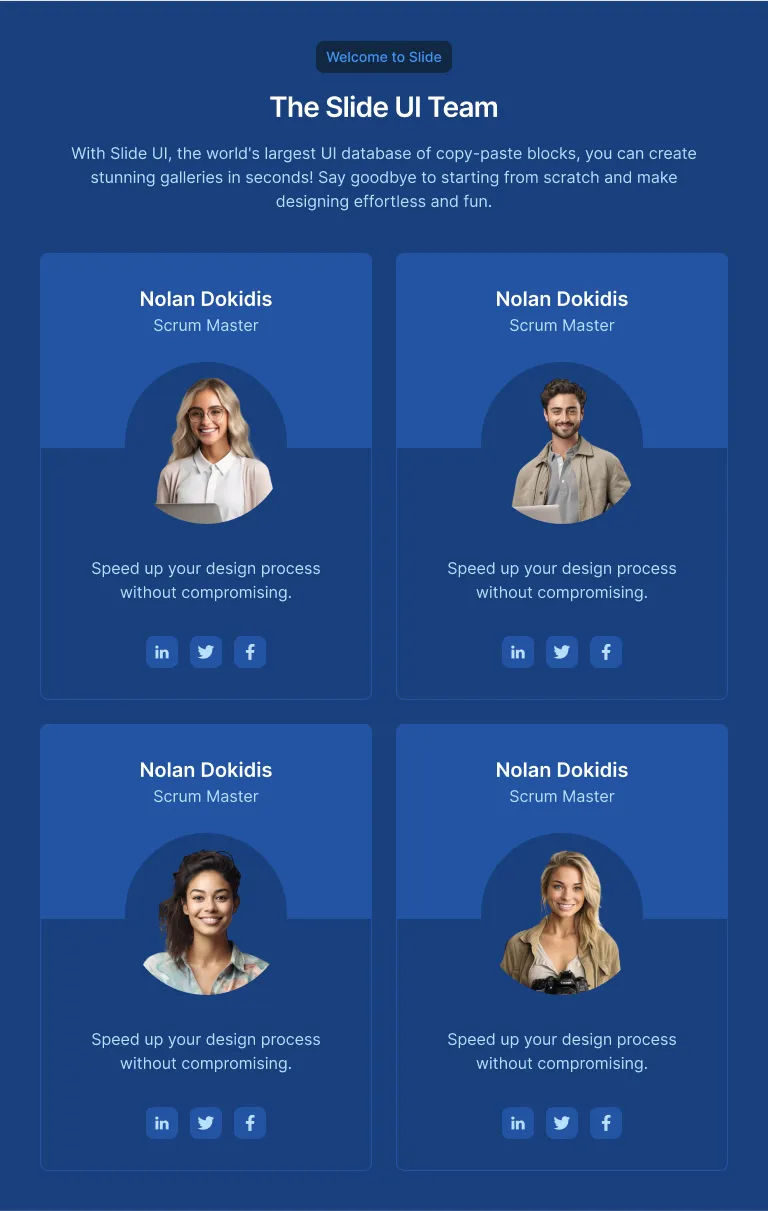 Welcome to Slide
The Slide UI Team
With Slide UI, the world's largest UI database of copy-paste blocks, you can create
stunning galleries in seconds! Say goodbye to starting from scratch and make
designing effortless and fun.
Nolan Dokidis
Scrum Master
Speed up your design process
without compromising.
in
f
Nolan Dokidis
Scrum Master
Speed up your design process
without compromising.
in
f
Nolan Dokidis
Scrum Master
Speed up your design process
without compromising.
in
f
Nolan Dokidis
Scrum Master
Speed up your design process
without compromising.
in
f